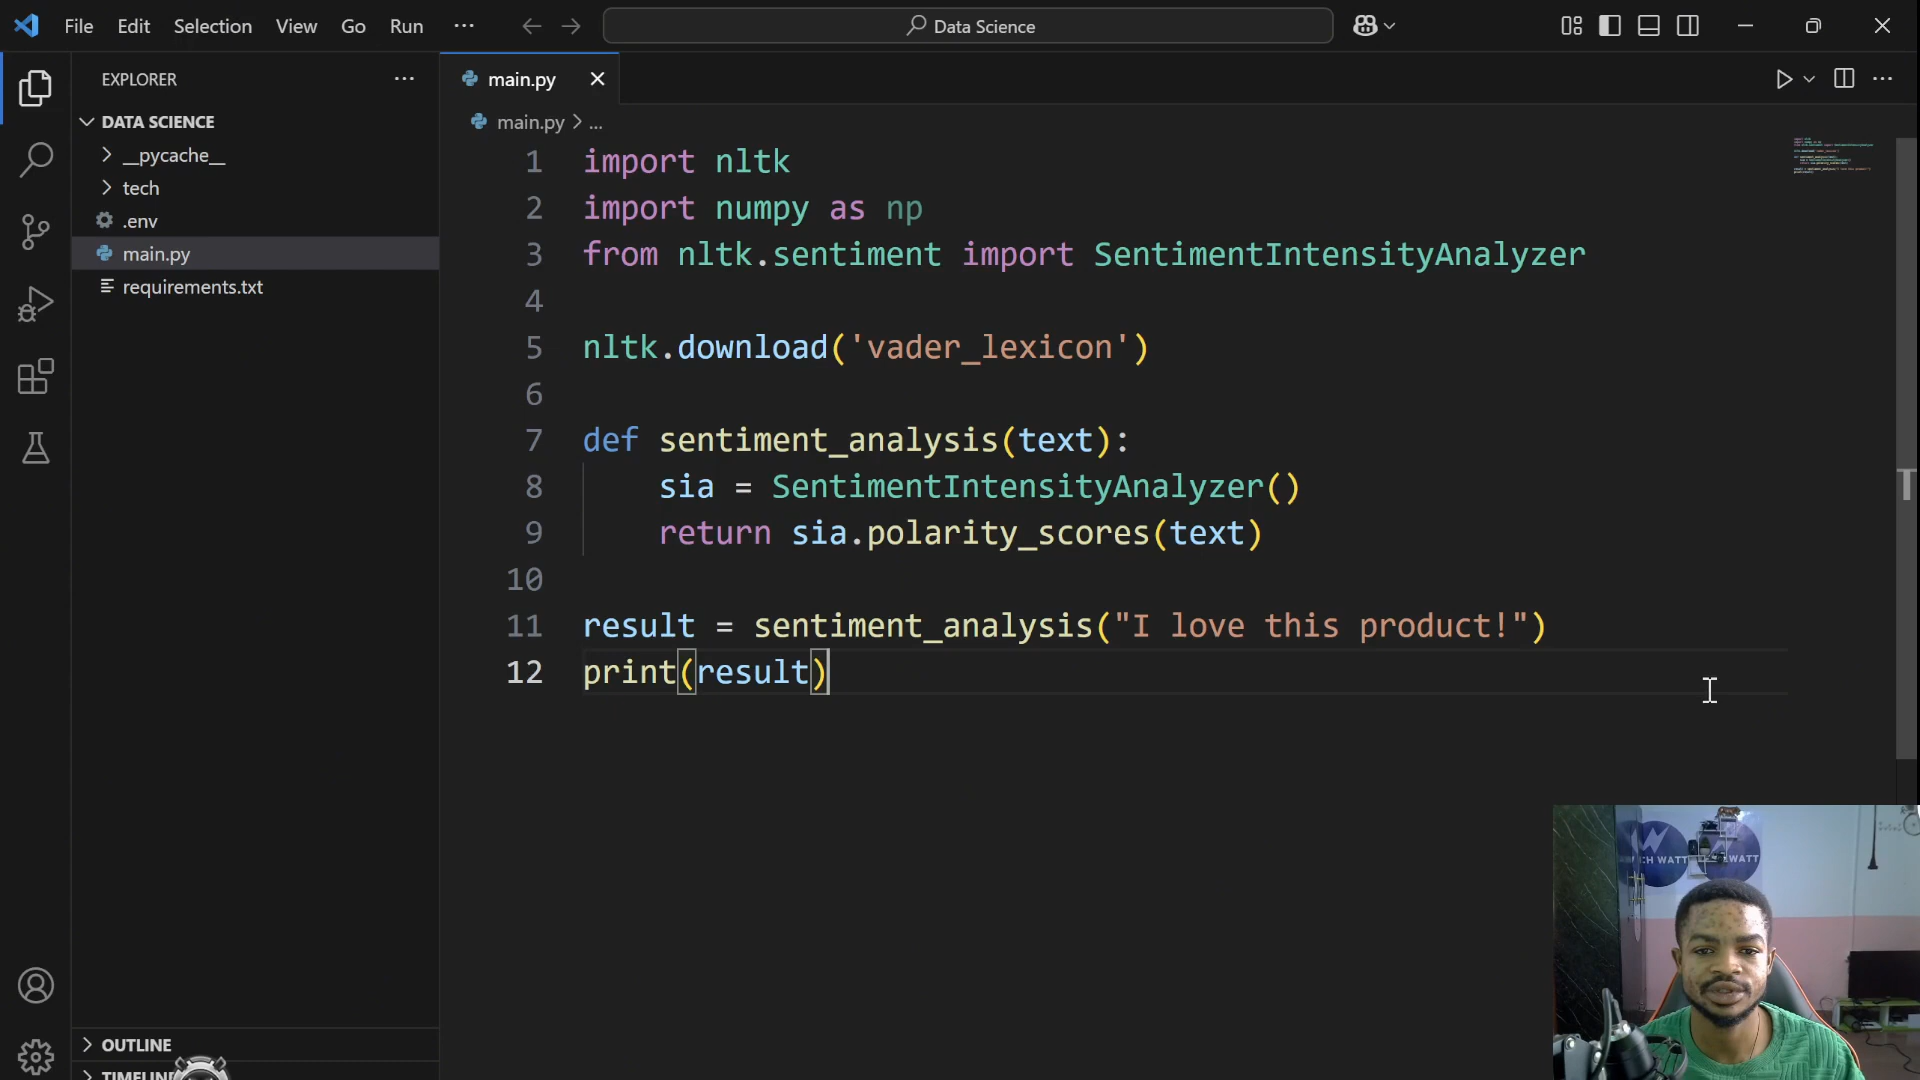 File Edit Selection View Go Run ...
Data Science
EXPLORER
DATA SCIENCE
__pycache__
tech
.env
main.py
requirements.txt
OUTLINE
TIMELINE
main.py
main.py > ...
1 import nltk
2 import numpy as np
3 from nltk.sentiment import SentimentIntensityAnalyzer
4
5 nltk.download('vader_lexicon')
6
7 def sentiment_analysis(text):
8 sia = SentimentIntensityAnalyzer()
9 return sia.polarity_scores(text)
10
11 result = sentiment_analysis("I love this product!")
12 print(result)
WATT
WATT